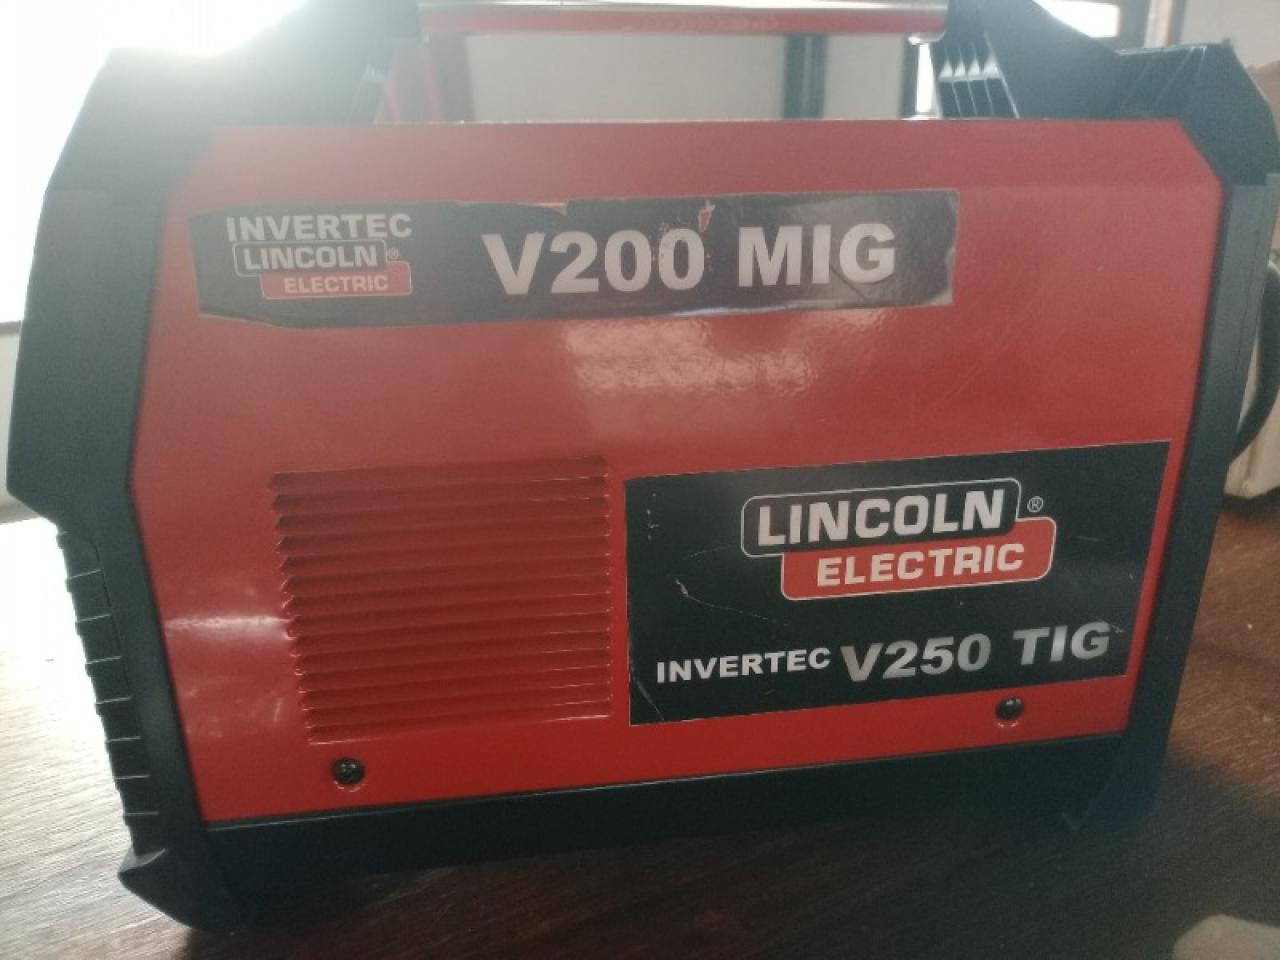 INVERTEC
LINCOLN®
ELECTRIC
V200 MIG
LINCOLN®
ELECTRIC
INVERTEC V250 TIG